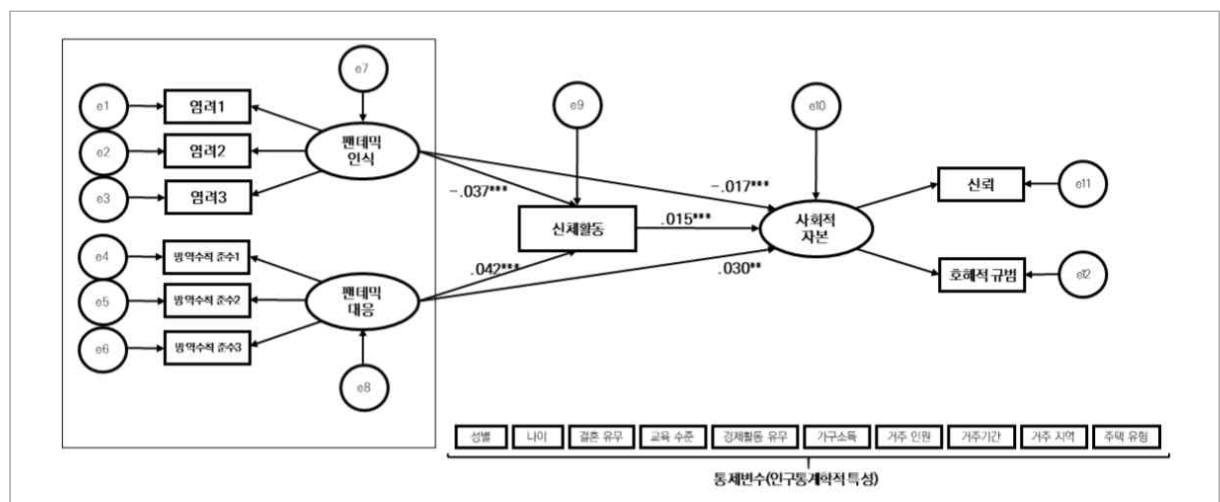 e7
e1
염려1
e2
염려2
e3
염려3
팬데믹
인식
e9
e10
-.037***
-.017***
신체활동
.015***
사회적
자본
신뢰
e11
e4
방역수칙 준수1
e5
방역수칙 준수2
e6
방역수칙 준수3
팬데믹
대응
.042***
.030**
호혜적 규범
e12
e8
성별
나이
결혼 유무
교육 수준
경제활동 유무
가구소득
거주 인원
거주기간
거주 지역
주택 유형
통제변수(인구통계학적 특성)